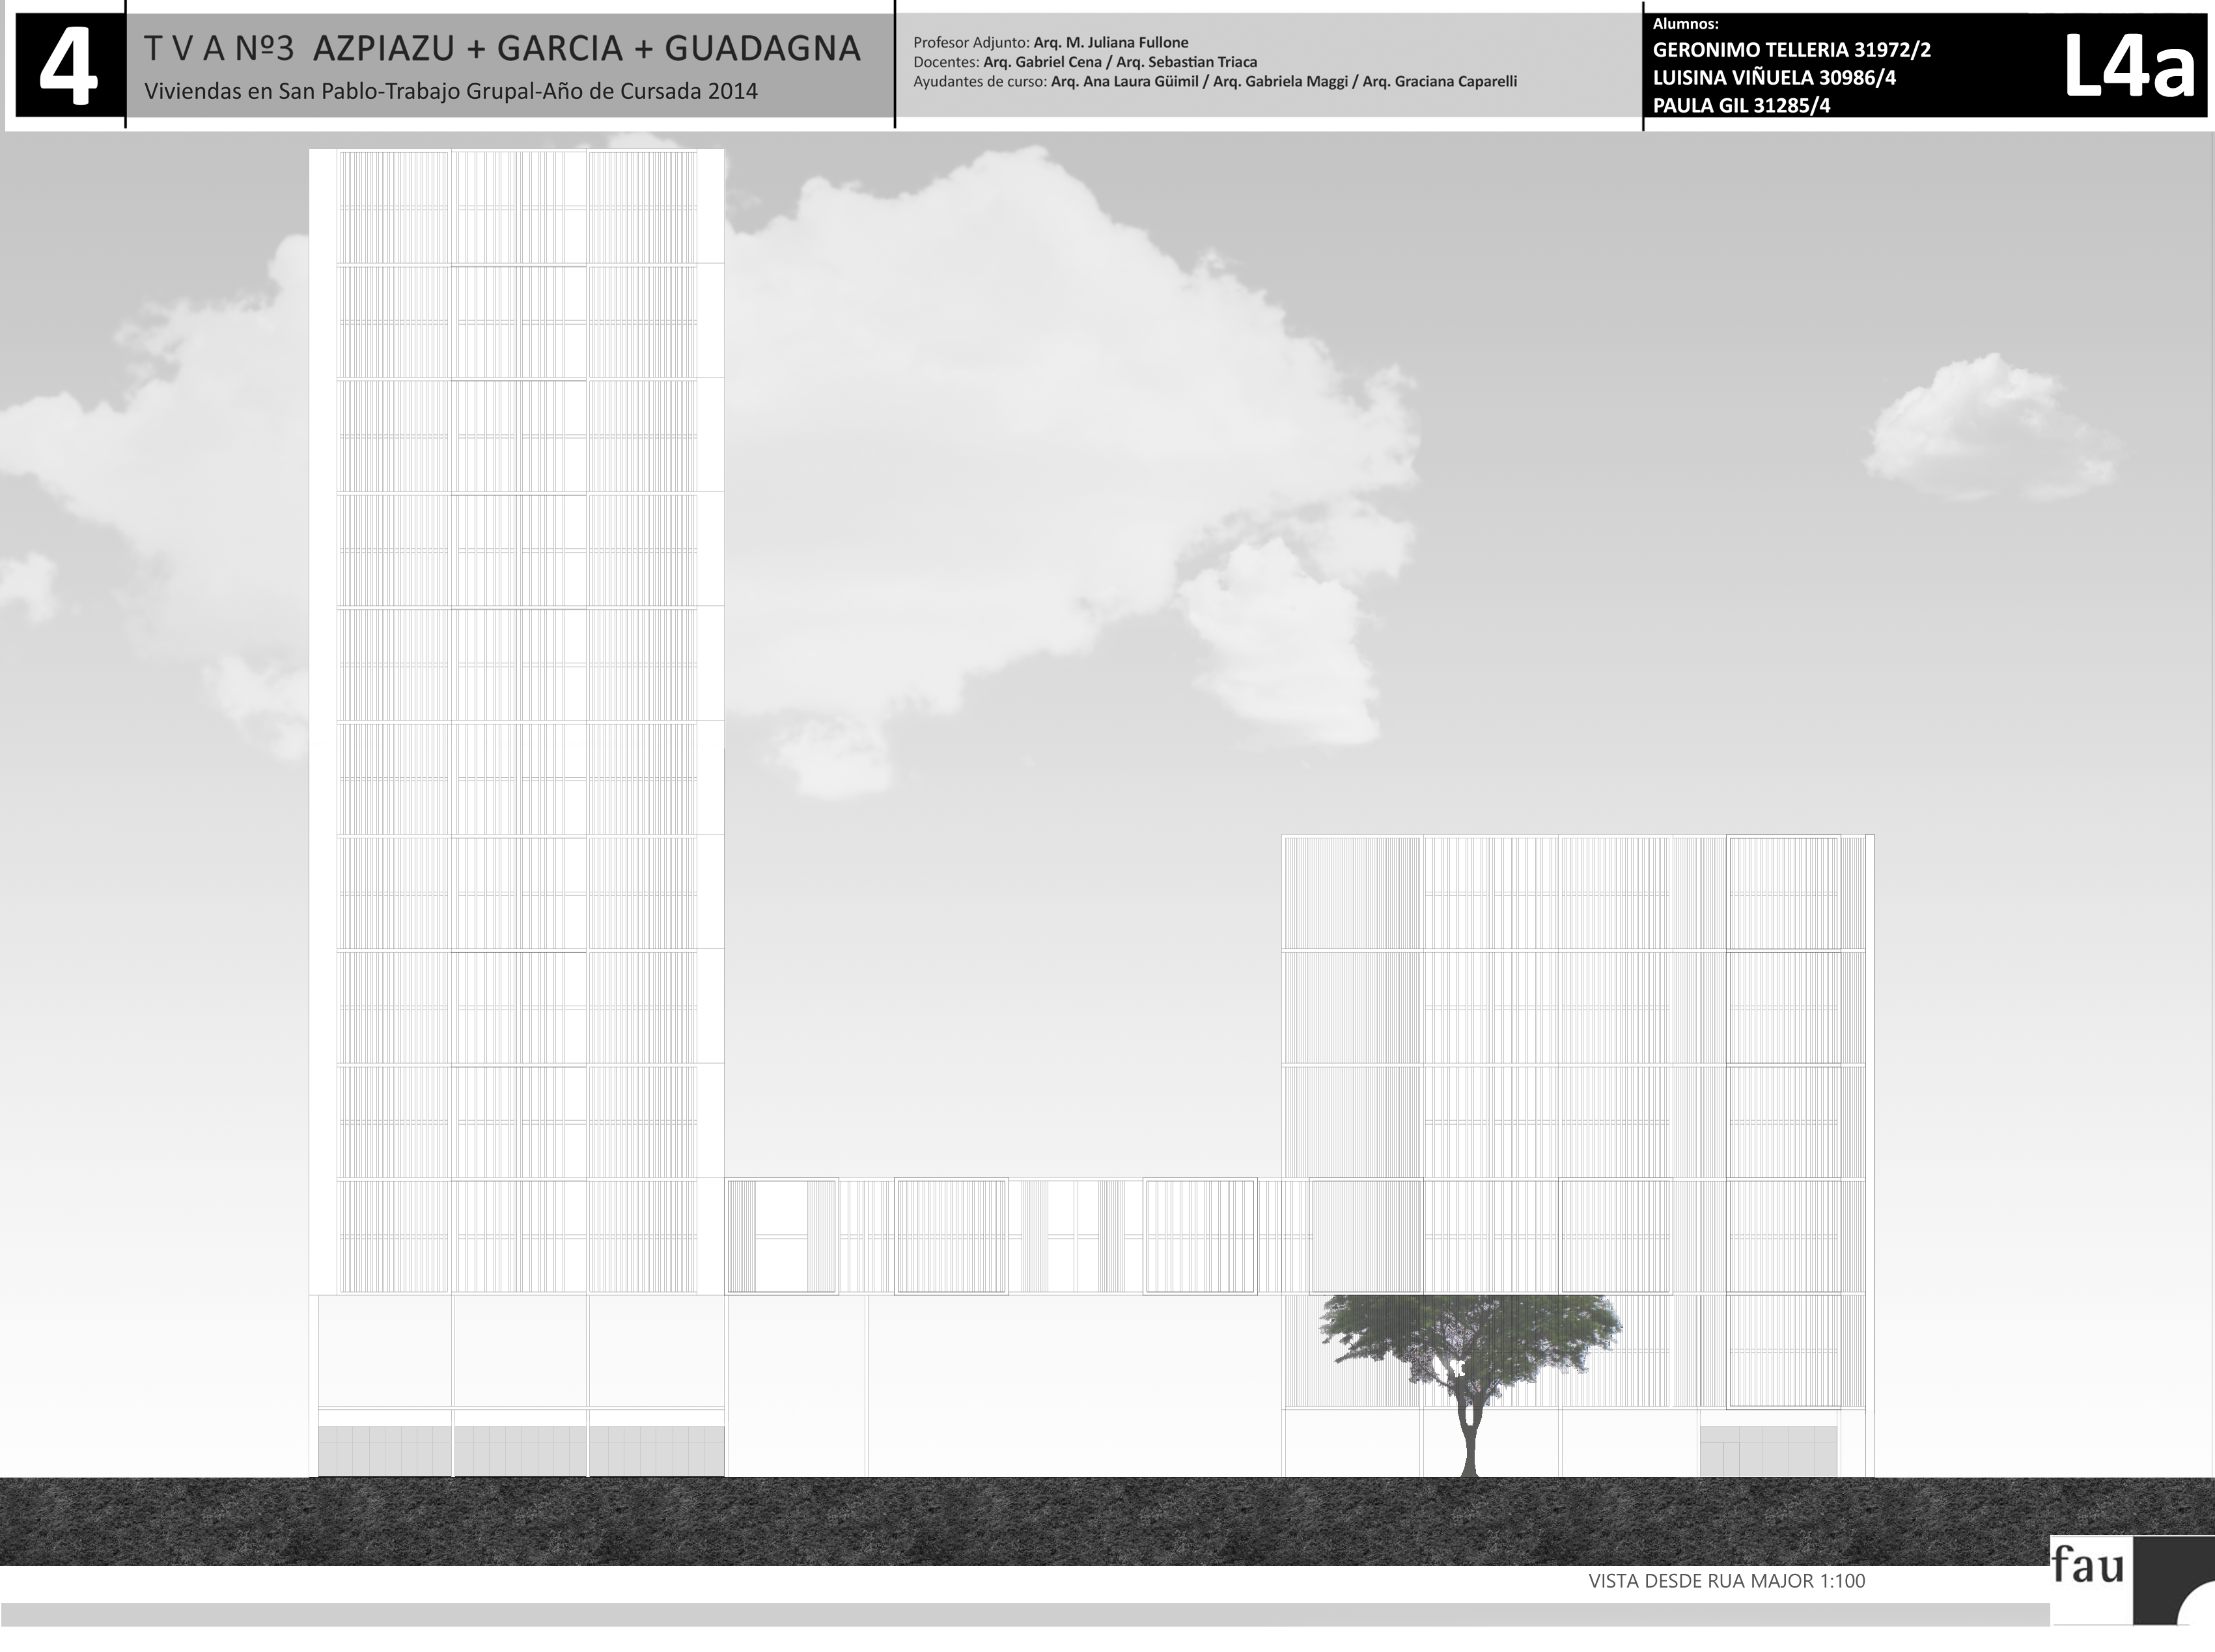 4
T V A Nº3 AZPIAZU + GARCIA + GUADAGNA
Viviendas en San Pablo-Trabajo Grupal-Año de Cursada 2014
Profesor Adjunto: Arq. M. Juliana Fullone
Docentes: Arq. Gabriel Cena / Arq. Sebastian Triaca
Ayudantes de curso: Arq. Ana Laura Güimil / Arq. Gabriela Maggi / Arq. Graciana Caparelli
Alumnos:
GERONIMO TELLERIA 31972/2
LUISINA VIÑUELA 30986/4
PAULA GIL 31285/4
L4a
VISTA DESDE RUA MAJOR 1:100
fau